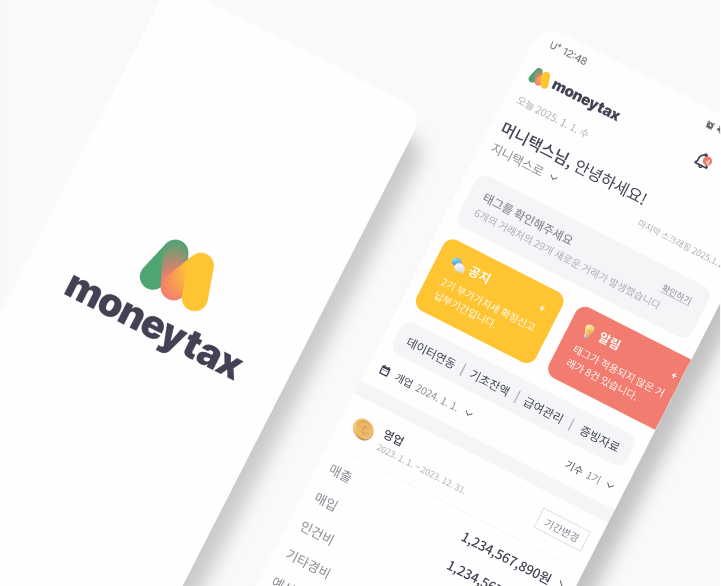 moneytax
U+ 12:48
moneytax
오늘 2025. 1. 1. 수
머니택스님, 안녕하세요!
지니택스로
마지막 스크래핑 2025.1.
태그를 확인해주세요
6개의 거래처의 29개 새로운 거래가 발생했습니다
확인하기
공지
+
2기 부가가치세 확정신고
납부기간입니다.
알림
+
태그가 적용되지 않은 거
래가 8건 있습니다.
데이터연동 | 기초잔액 | 급여관리 | 증빙자료
개업 2024. 1. 1.
기수 1기
영업
2023. 1. 1. ~ 2023. 12. 31.
기간변경
매출
1,234,567,890원
매입
인건비
기타경비